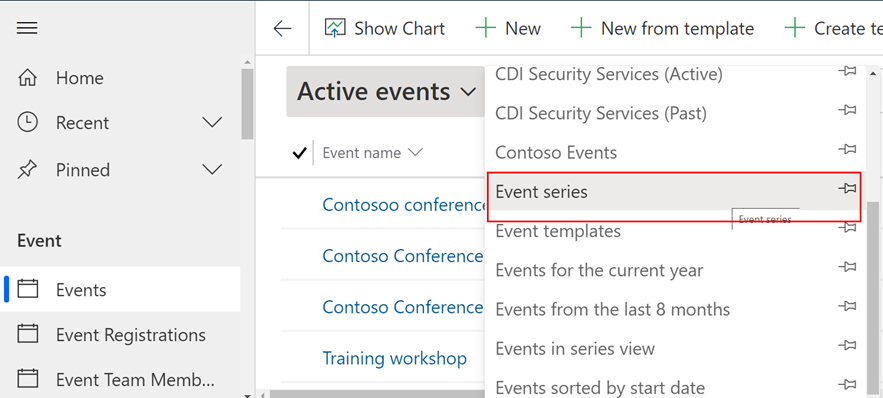 Show Chart
New
New from template
Create te
Home
Recent
Pinned
Event
Events
Event Registrations
Event Team Memb...
Active events
Event name
Contosoo conference
Contoso Conference
Contoso Conference
Training workshop
CDI Security Services (Active)
CDI Security Services (Past)
Contoso Events
Event series
Event series
Event templates
Events for the current year
Events from the last 8 months
Events in series view
Events sorted by start date